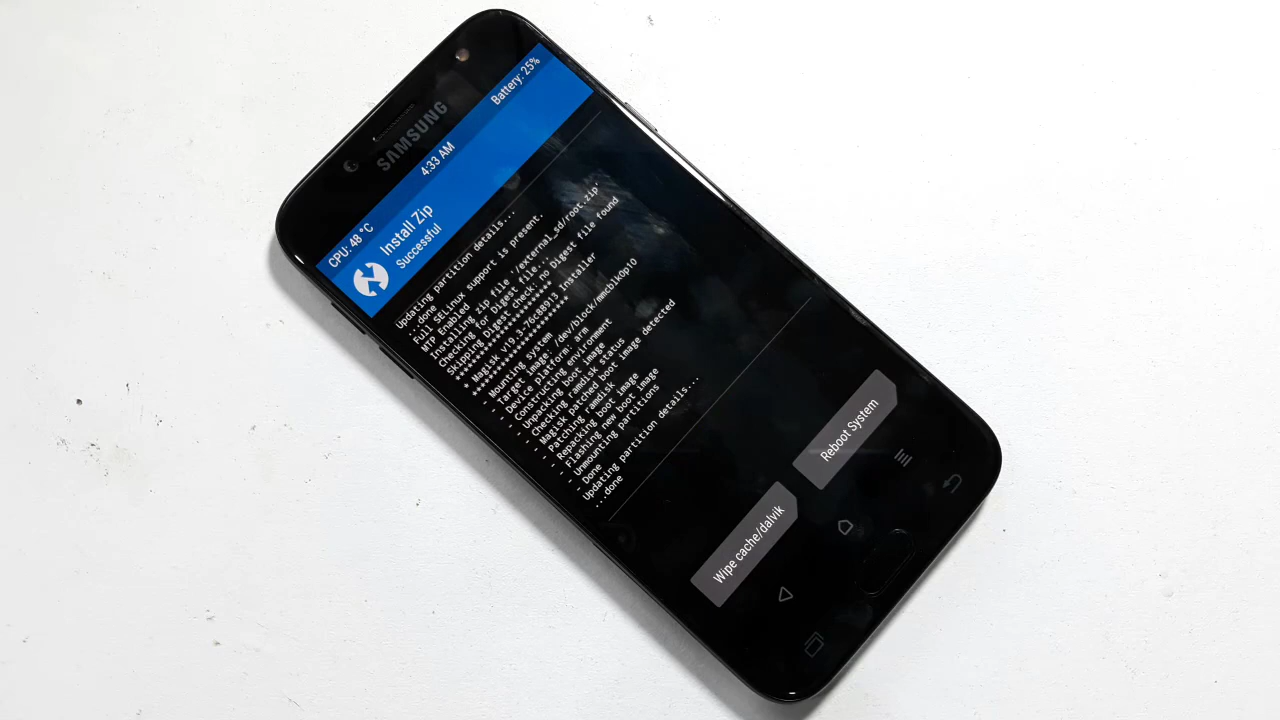 SAMSUNG
CPU: 48 °C
4:33 AM
Battery: 25%
Install Zip
Successful
Updating partition details...
...done
Full SELinux support is present.
MTP Enabled
Installing zip file '/external_sd/root.zip'
Checking for Digest file...
Skipping Digest check: no Digest file found
************************
* Magisk v19.3-76c88913 Installer
************************
- Mounting system
- Target image: /dev/block/mmcblk0p10
- Device platform: arm
- Constructing environment
- Unpacking boot image
- Checking ramdisk status
- Magisk patched boot image detected
- Patching ramdisk
- Repacking boot image
- Flashing new boot image
- Unmounting partitions
- Done
Updating partition details...
...done
Wipe cache/dalvik
Reboot System